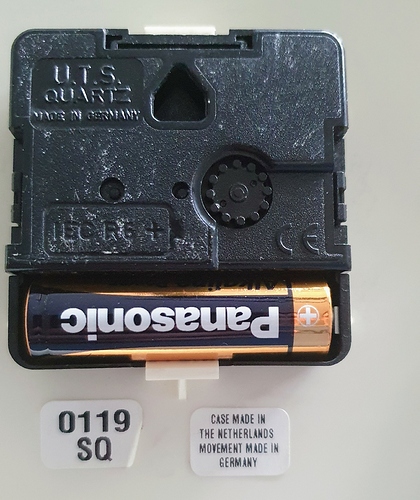 U.T.S.
QUARTZ
MADE IN GERMANY
IEC R6 +
CE
Alkaline
Panasonic
+
0119
SQ
CASE MADE IN
THE NETHERLANDS
MOVEMENT MADE IN
GERMANY